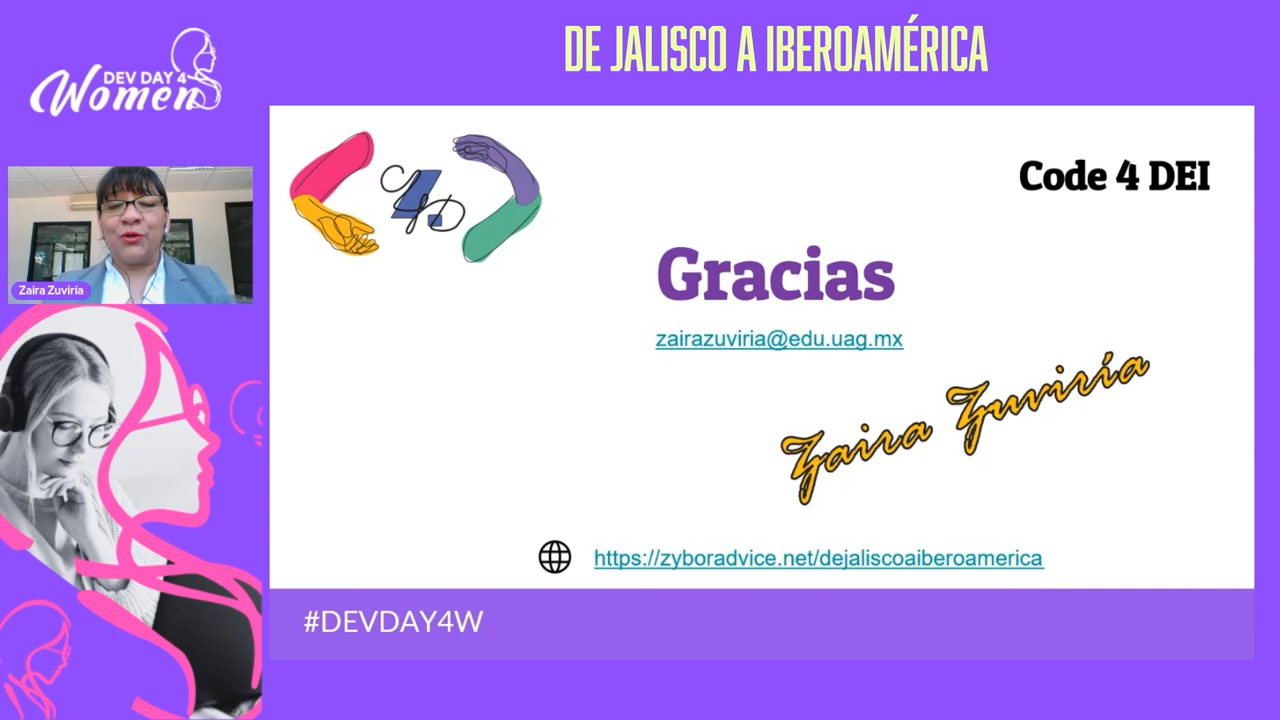 DE JALISCO A IBEROAMÉRICA
DEV DAY 4
Women
Zaira Zuviría
Code 4 DEI
Gracias
zairazuviria@edu.uag.mx
Zaira Zuviría
https://zyboradvice.net/dejaliscoaiberoamerica
#DEVDAY4W